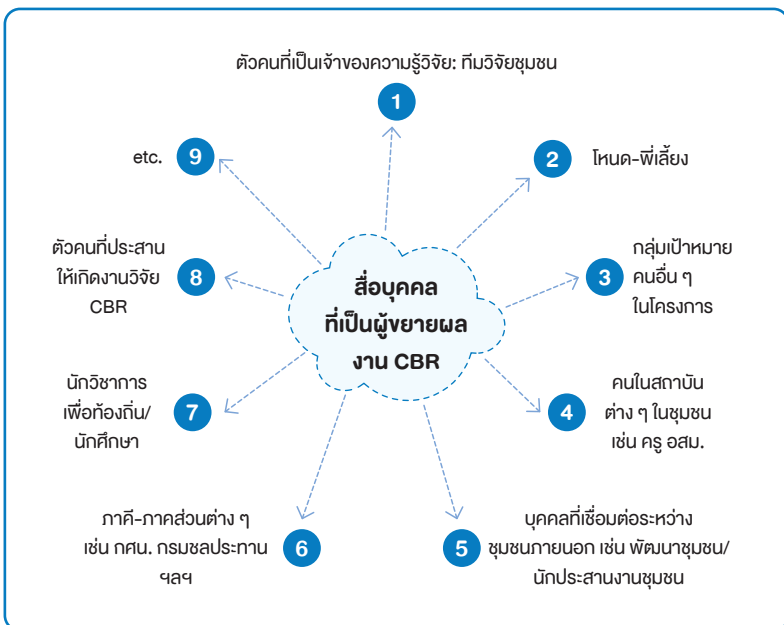 ตัวคนที่เป็นเจ้าของความรู้วิจัย: ทีมวิจัยชุมชน
1
2 โหนด-พี่เลี้ยง
3 กลุ่มเป้าหมาย
คนอื่น ๆ
ในโครงการ
4 คนในสถาบัน
ต่าง ๆ ในชุมชน
เช่น ครู อสม.
5 บุคคลที่เชื่อมต่อระหว่าง
ชุมชนภายนอก เช่น พัฒนาชุมชน/
นักประสานงานชุมชน
6 ภาคี-ภาคส่วนต่าง ๆ
เช่น กศน. กรมชลประทาน
ฯลฯ
7 นักวิชาการ
เพื่อท้องถิ่น/
นักศึกษา
8 ตัวคนที่ประสาน
ให้เกิดงานวิจัย
CBR
9 etc.
สื่อบุคคล
ที่เป็นผู้ขยายผล
งาน CBR